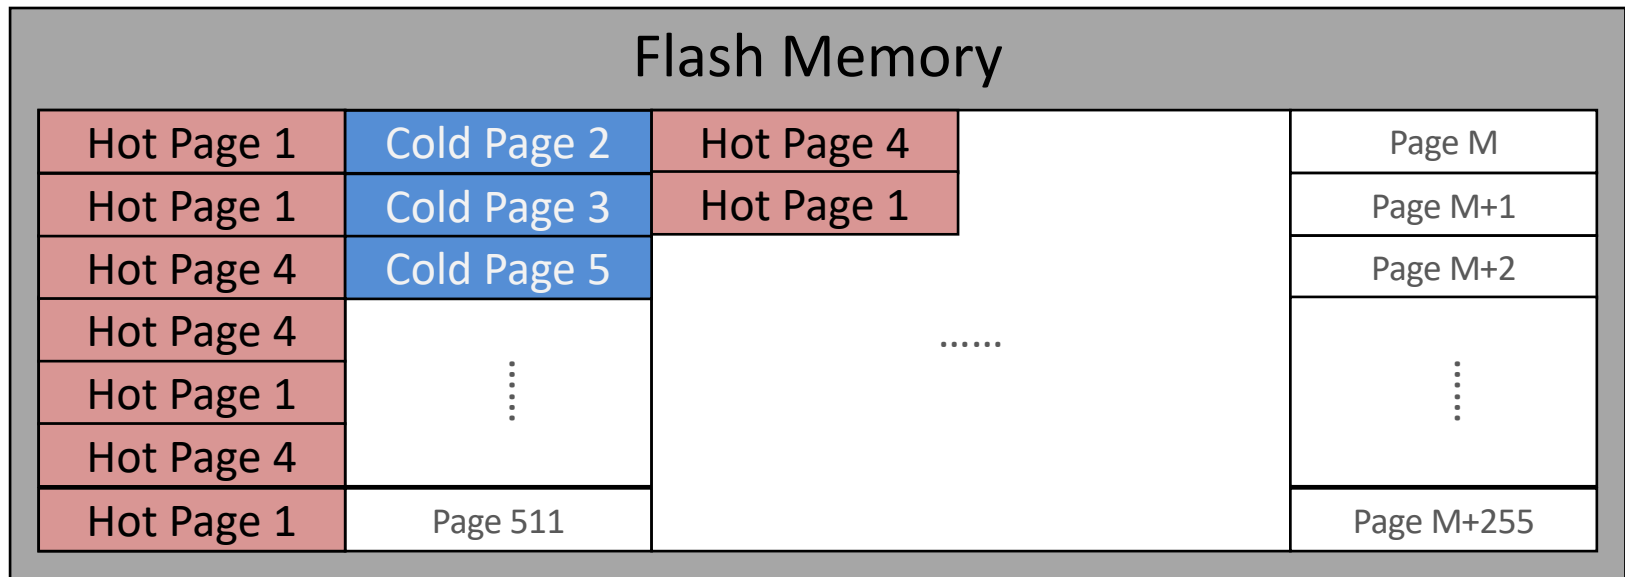 Flash Memory
Hot Page 1 Cold Page 2 Hot Page 4 Page M
Hot Page 1 Cold Page 3 Hot Page 1 Page M+1
Hot Page 4 Cold Page 5 Page M+2
Hot Page 4 ...... ...... ......
Hot Page 1
Hot Page 4
Hot Page 1 Page 511 Page M+255